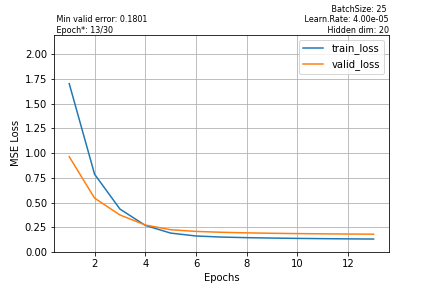 Min valid error: 0.1801
Epoch*: 13/30
BatchSize: 25
Learn.Rate: 4.00e-05
Hidden dim: 20
train_loss
valid_loss
2.00
1.75
1.50
1.25
1.00
0.75
0.50
0.25
0.00
MSE Loss
2 4 6 8 10 12
Epochs